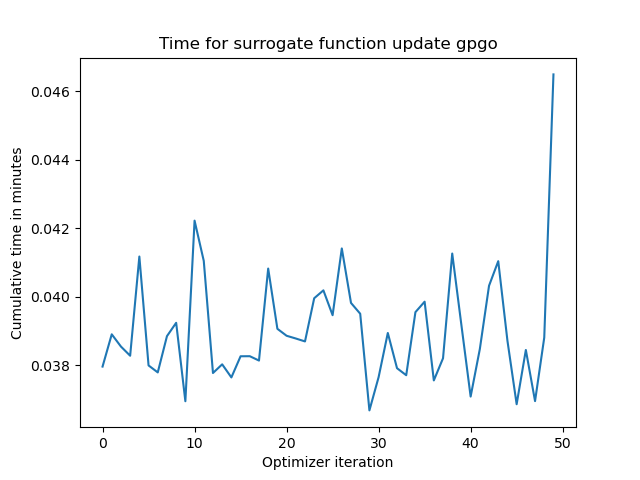 Time for surrogate function update gpgo
Cumulative time in minutes
0.046
0.044
0.042
0.040
0.038
0 10 20 30 40 50
Optimizer iteration